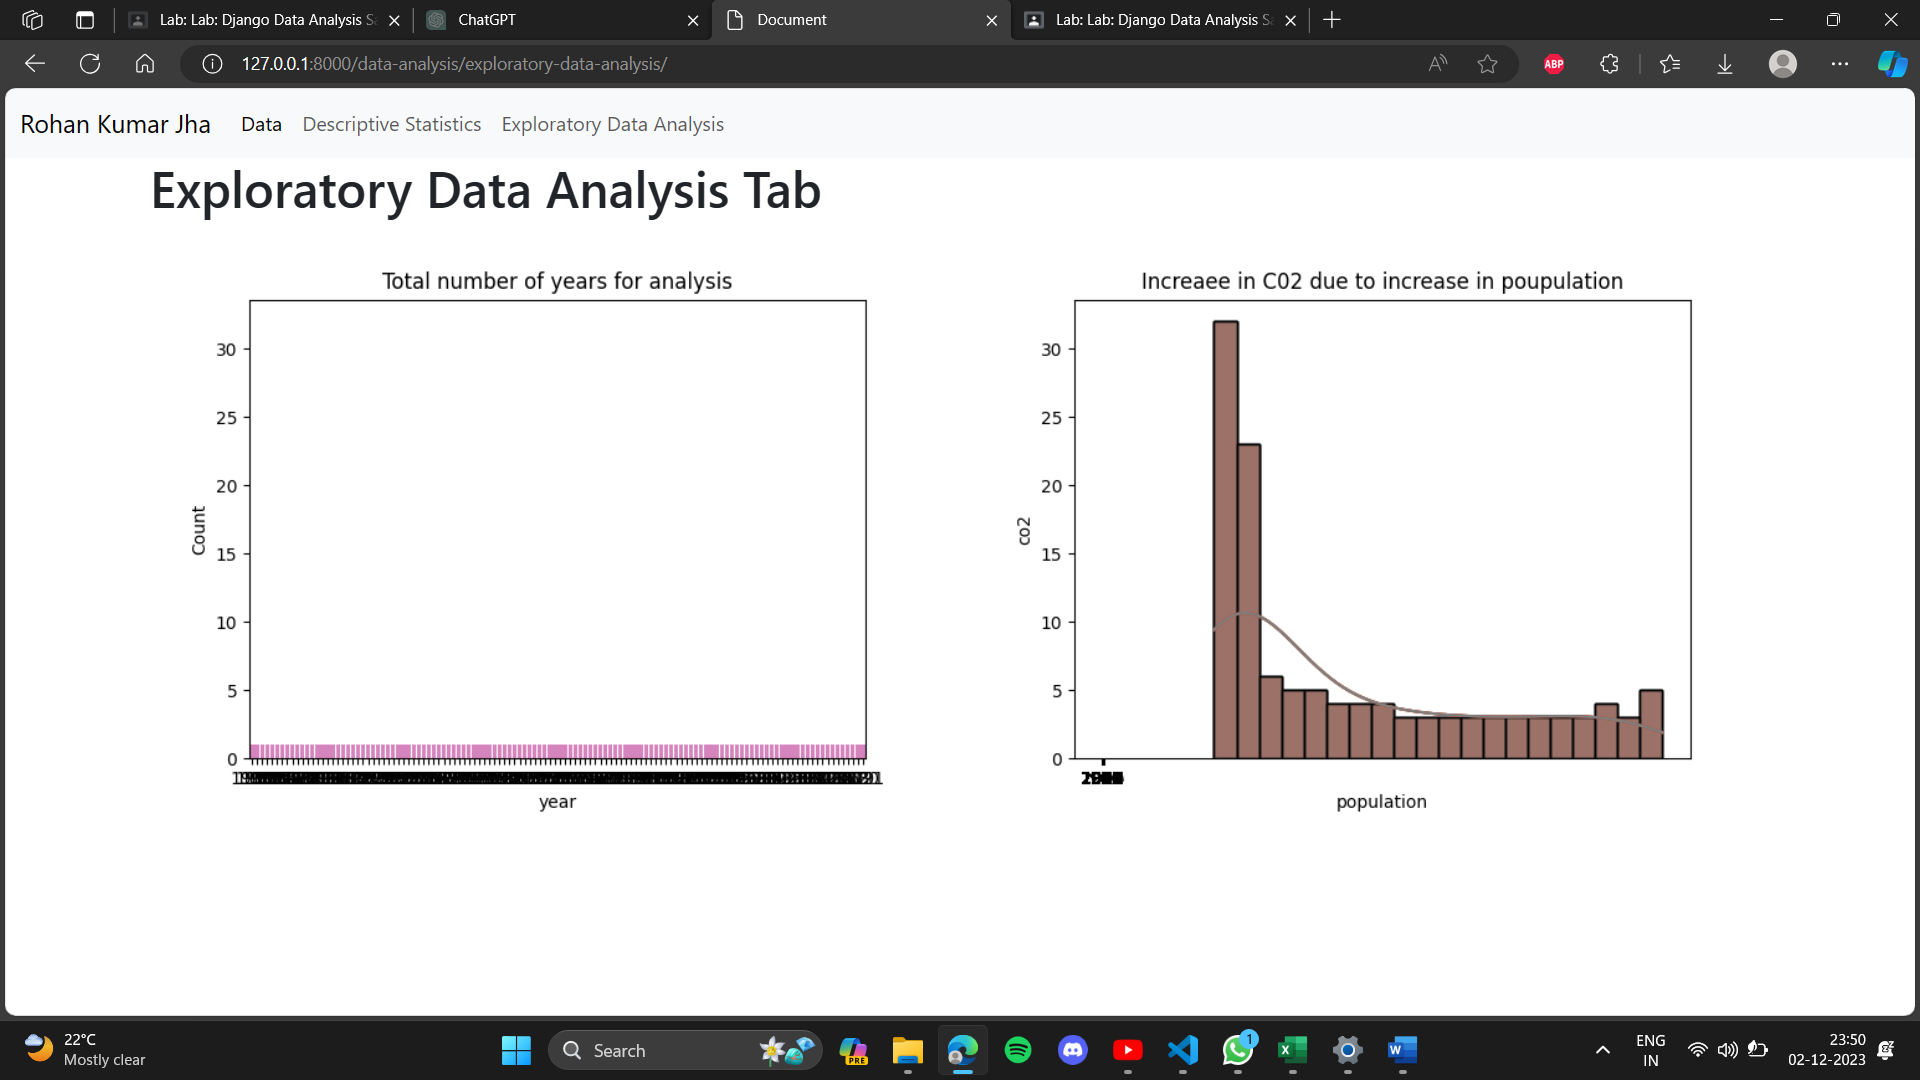 Lab: Lab: Django Data Analysis S
ChatGPT
Document
Lab: Lab: Django Data Analysis S
127.0.0.1:8000/data-analysis/exploratory-data-analysis/
ABP
Rohan Kumar Jha
Data
Descriptive Statistics
Exploratory Data Analysis
Exploratory Data Analysis Tab
Total number of years for analysis
30
25
20
15
10
5
0
Count
year
Increaee in C02 due to increase in poupulation
30
25
20
15
10
5
0
co2
population
22°C
Mostly clear
Search
PRE
1
ENG
IN
23:50
02-12-2023